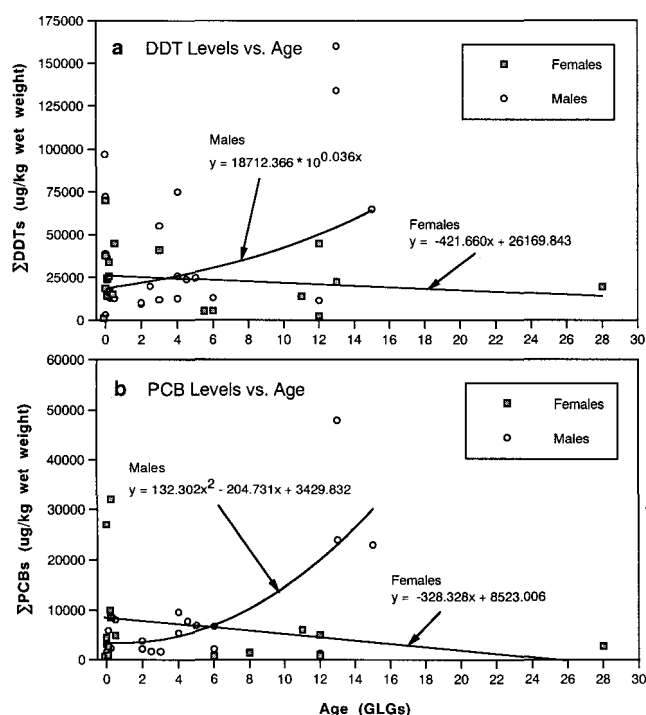 175000
150000
125000
100000
75000
50000
25000
0
∑DDTs (ug/kg wet weight)
a DDT Levels vs. Age
Females
Males
Males
y = 18712.366 * 10^0.036x
Females
y = -421.660x + 26169.843
0 2 4 6 8 10 12 14 16 18 20 22 24 26 28 30
60000
50000
40000
30000
20000
10000
0
∑PCBs (ug/kg wet weight)
b PCB Levels vs. Age
Females
Males
Males
y = 132.302x² - 204.731x + 3429.832
Females
y = -328.328x + 8523.006
0 2 4 6 8 10 12 14 16 18 20 22 24 26 28 30
Age (GLGs)